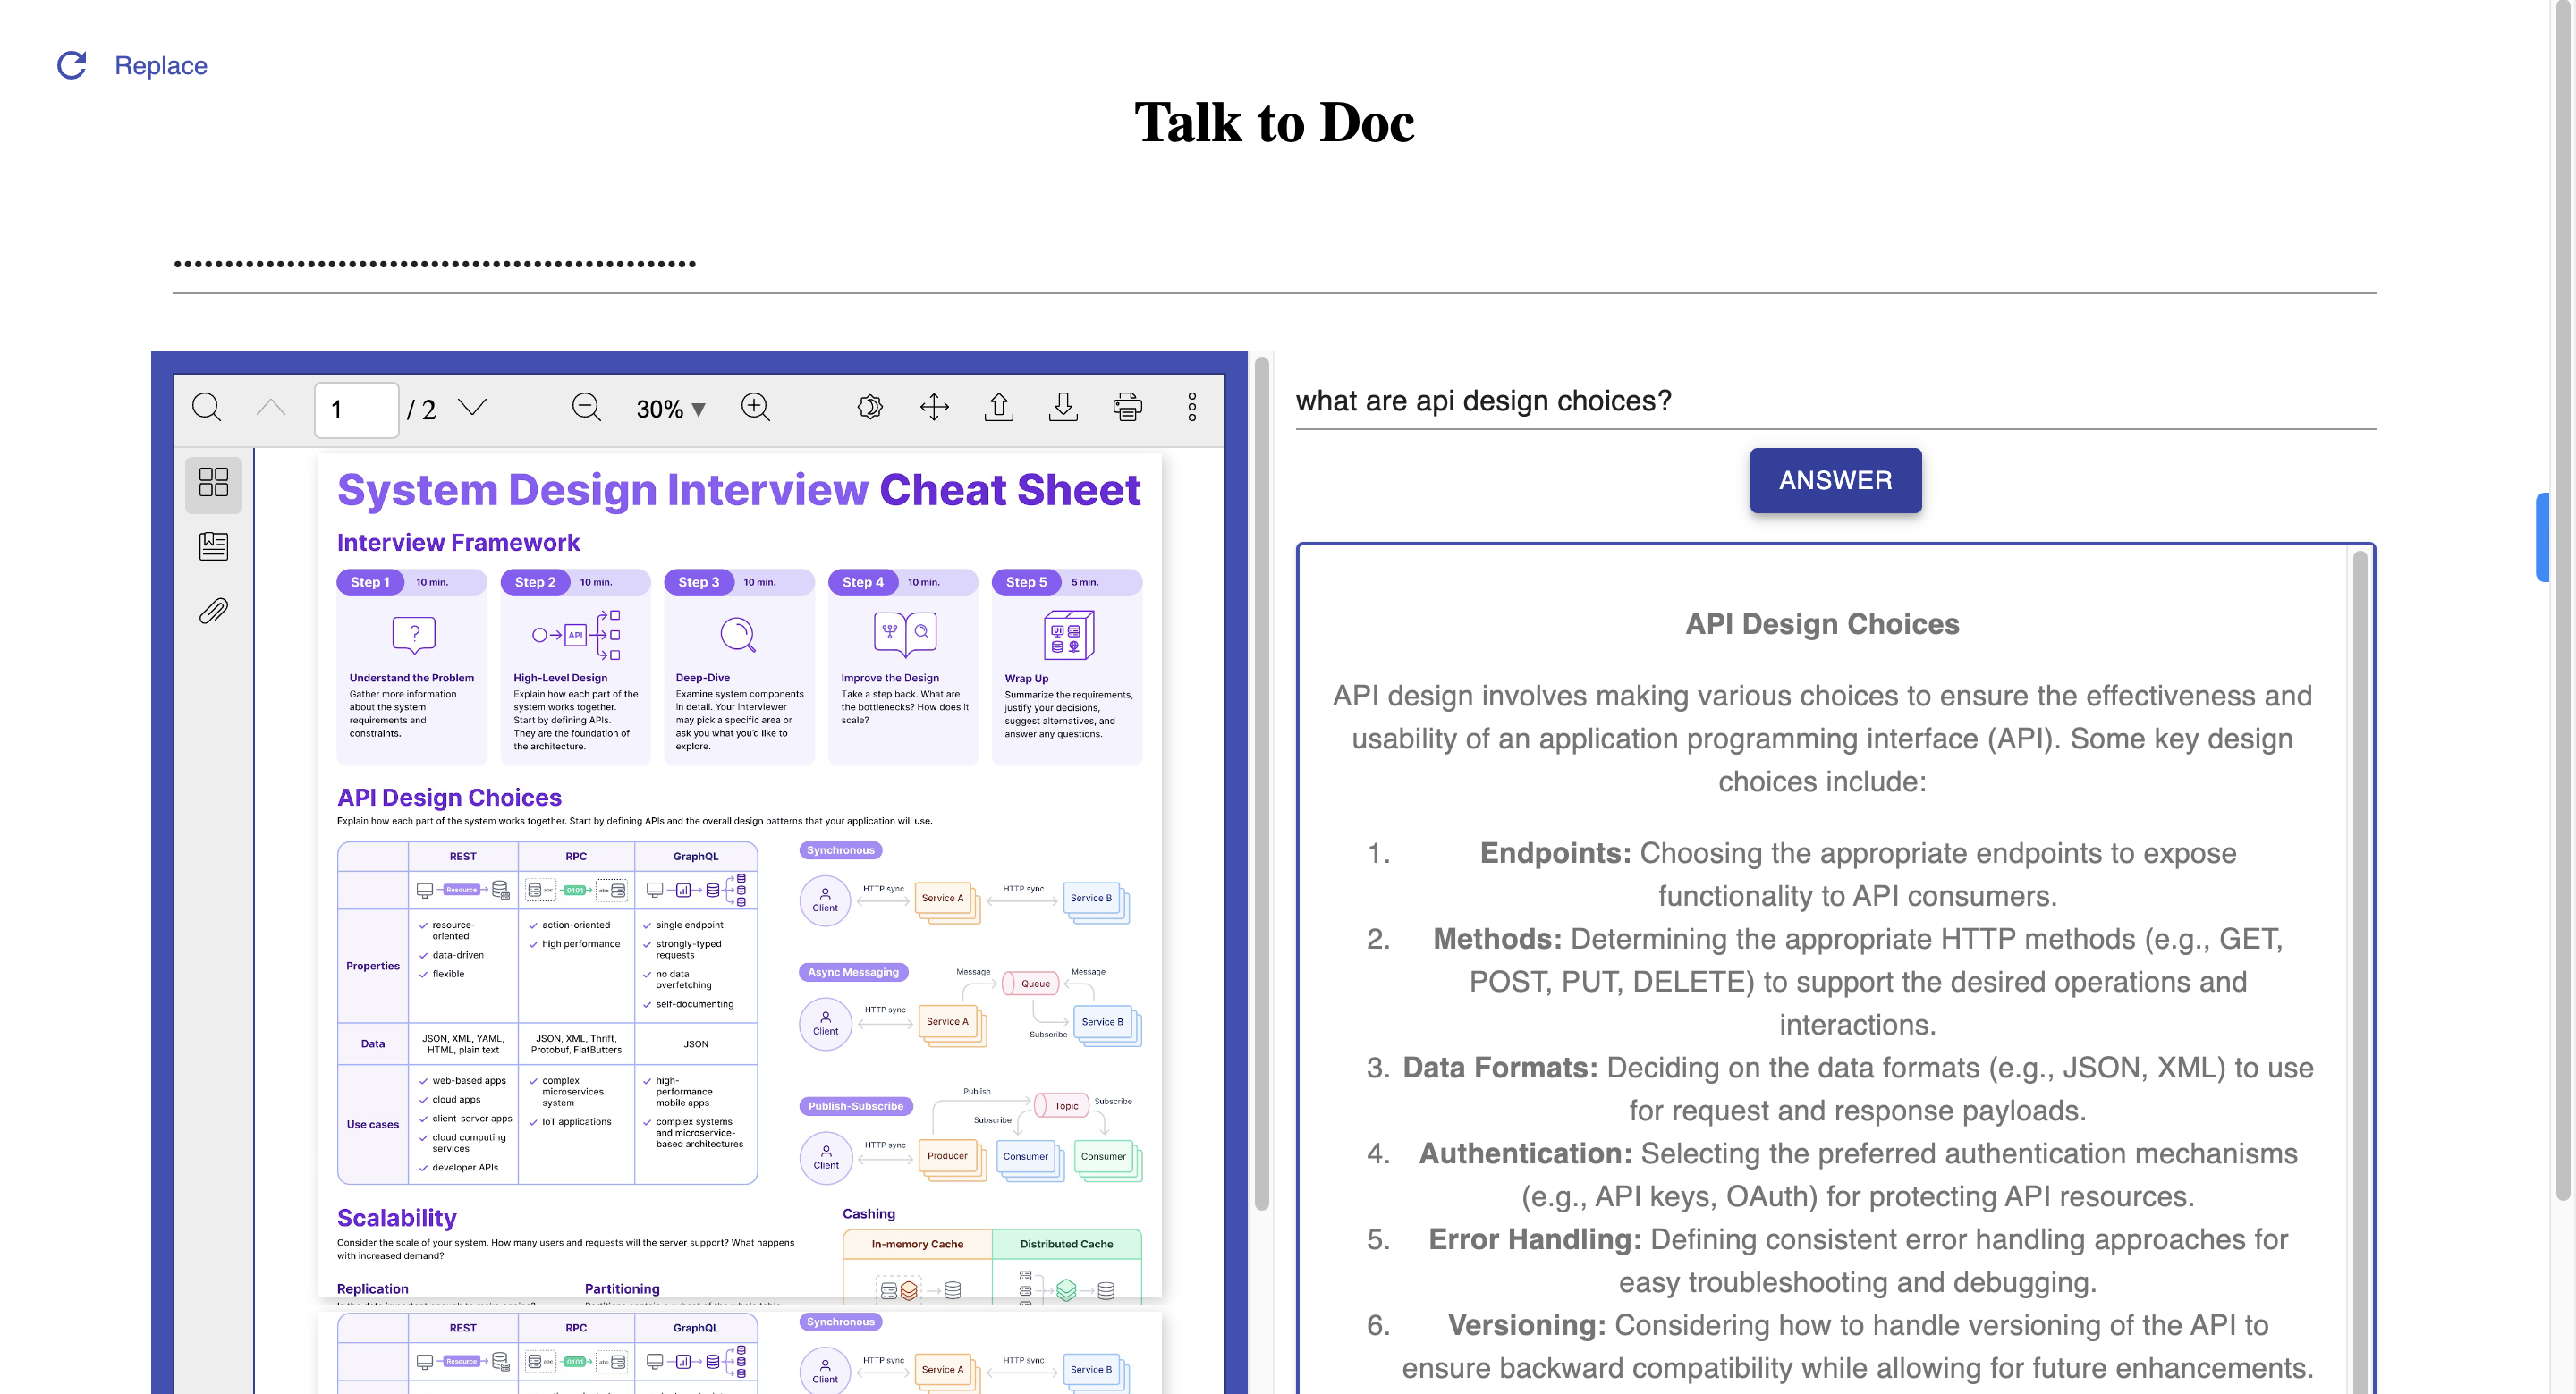 Replace
Talk to Doc
1 / 2
30%
System Design Interview Cheat Sheet
Interview Framework
Step 1 10 min.
Understand the Problem
Gather more information
about the system
requirements and
constraints.
Step 2 10 min.
API
High-Level Design
Explain how each part of the
system works together.
Start by defining APIs.
They are the foundation of
the architecture.
Step 3 10 min.
Deep-Dive
Examine system components
in detail. Your interviewer
may pick a specific area or
ask you what you'd like to
explore.
Step 4 10 min.
Improve the Design
Take a step back. What are
the bottlenecks? How does it
scale?
Step 5 5 min.
UI
Wrap Up
Summarize the requirements,
justify your decisions,
suggest alternatives, and
answer any questions.
API Design Choices
Explain how each part of the system works together. Start by defining APIs and the overall design patterns that your application will use.
REST RPC GraphQL
Resource abc 0101 abc
Properties
resource-
oriented
data-driven
flexible
action-oriented
high performance
single endpoint
strongly-typed
requests
no data
overfetching
self-documenting
Data
JSON, XML, YAML,
HTML, plain text
JSON, XML, Thrift,
Protobuf, FlatButters
JSON
Use cases
web-based apps
cloud apps
client-server apps
cloud computing
services
developer APIs
complex
microservices
system
IoT applications
high-
performance
mobile apps
complex systems
and microservice-
based architectures
Synchronous
Client HTTP sync Service A HTTP sync Service B
Async Messaging
Message Queue Message
Client HTTP sync Service A Subscribe Service B
Publish-Subscribe
Publish Topic Subscribe
Subscribe
Client HTTP sync Producer Consumer Consumer
Scalability
Consider the scale of your system. How many users and requests will the server support? What happens
with increased demand?
Replication Partitioning
Cashing
In-memory Cache Distributed Cache
REST RPC GraphQL
Resource abc 0101 abc
Synchronous
Client HTTP sync Service A HTTP sync Service B
what are api design choices?
ANSWER
API Design Choices
API design involves making various choices to ensure the effectiveness and
usability of an application programming interface (API). Some key design
choices include:
1. Endpoints: Choosing the appropriate endpoints to expose
functionality to API consumers.
2. Methods: Determining the appropriate HTTP methods (e.g., GET,
POST, PUT, DELETE) to support the desired operations and
interactions.
3. Data Formats: Deciding on the data formats (e.g., JSON, XML) to use
for request and response payloads.
4. Authentication: Selecting the preferred authentication mechanisms
(e.g., API keys, OAuth) for protecting API resources.
5. Error Handling: Defining consistent error handling approaches for
easy troubleshooting and debugging.
6. Versioning: Considering how to handle versioning of the API to
ensure backward compatibility while allowing for future enhancements.